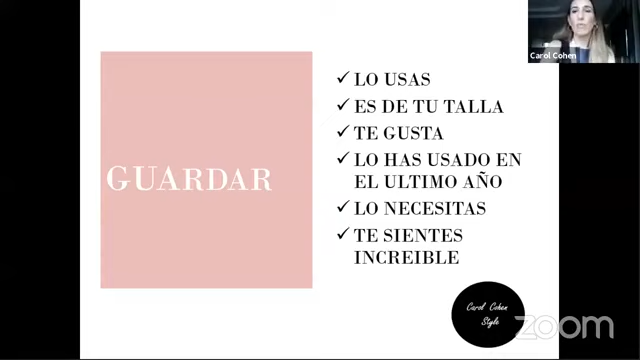 Carol Cohen
GUARDAR
✓ LO USAS
✓ ES DE TU TALLA
✓ TE GUSTA
✓ LO HAS USADO EN
EL ULTIMO AÑO
✓ LO NECESITAS
✓ TE SIENTES
INCREIBLE
Carol Cohen
Style
zoom